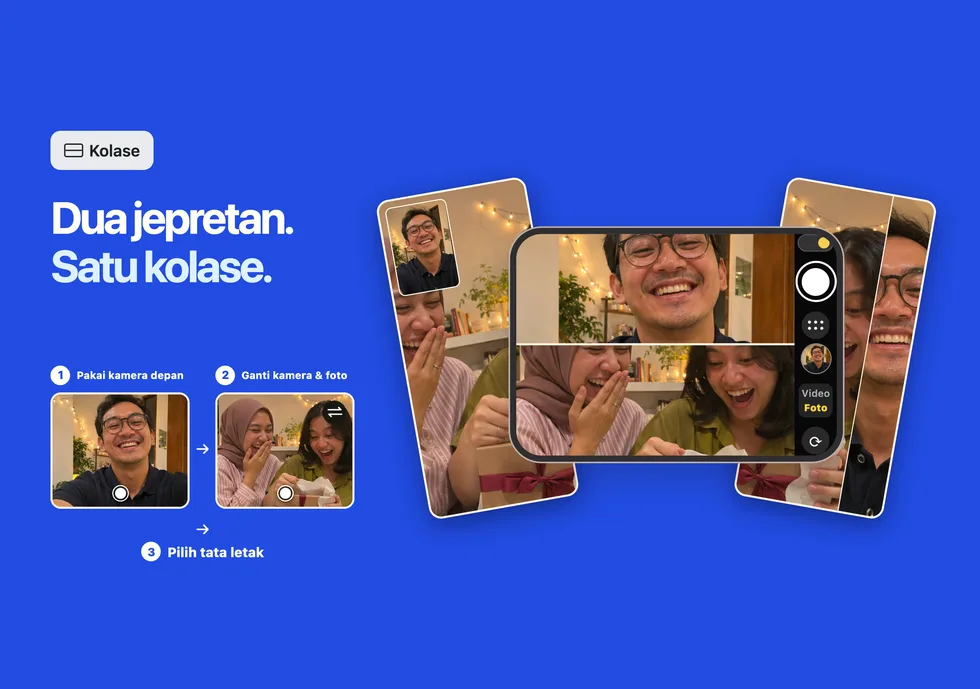 Kolase
Dua jepretan.
Satu kolase.
1 Pakai kamera depan
2 Ganti kamera & foto
3 Pilih tata letak
Video
Foto